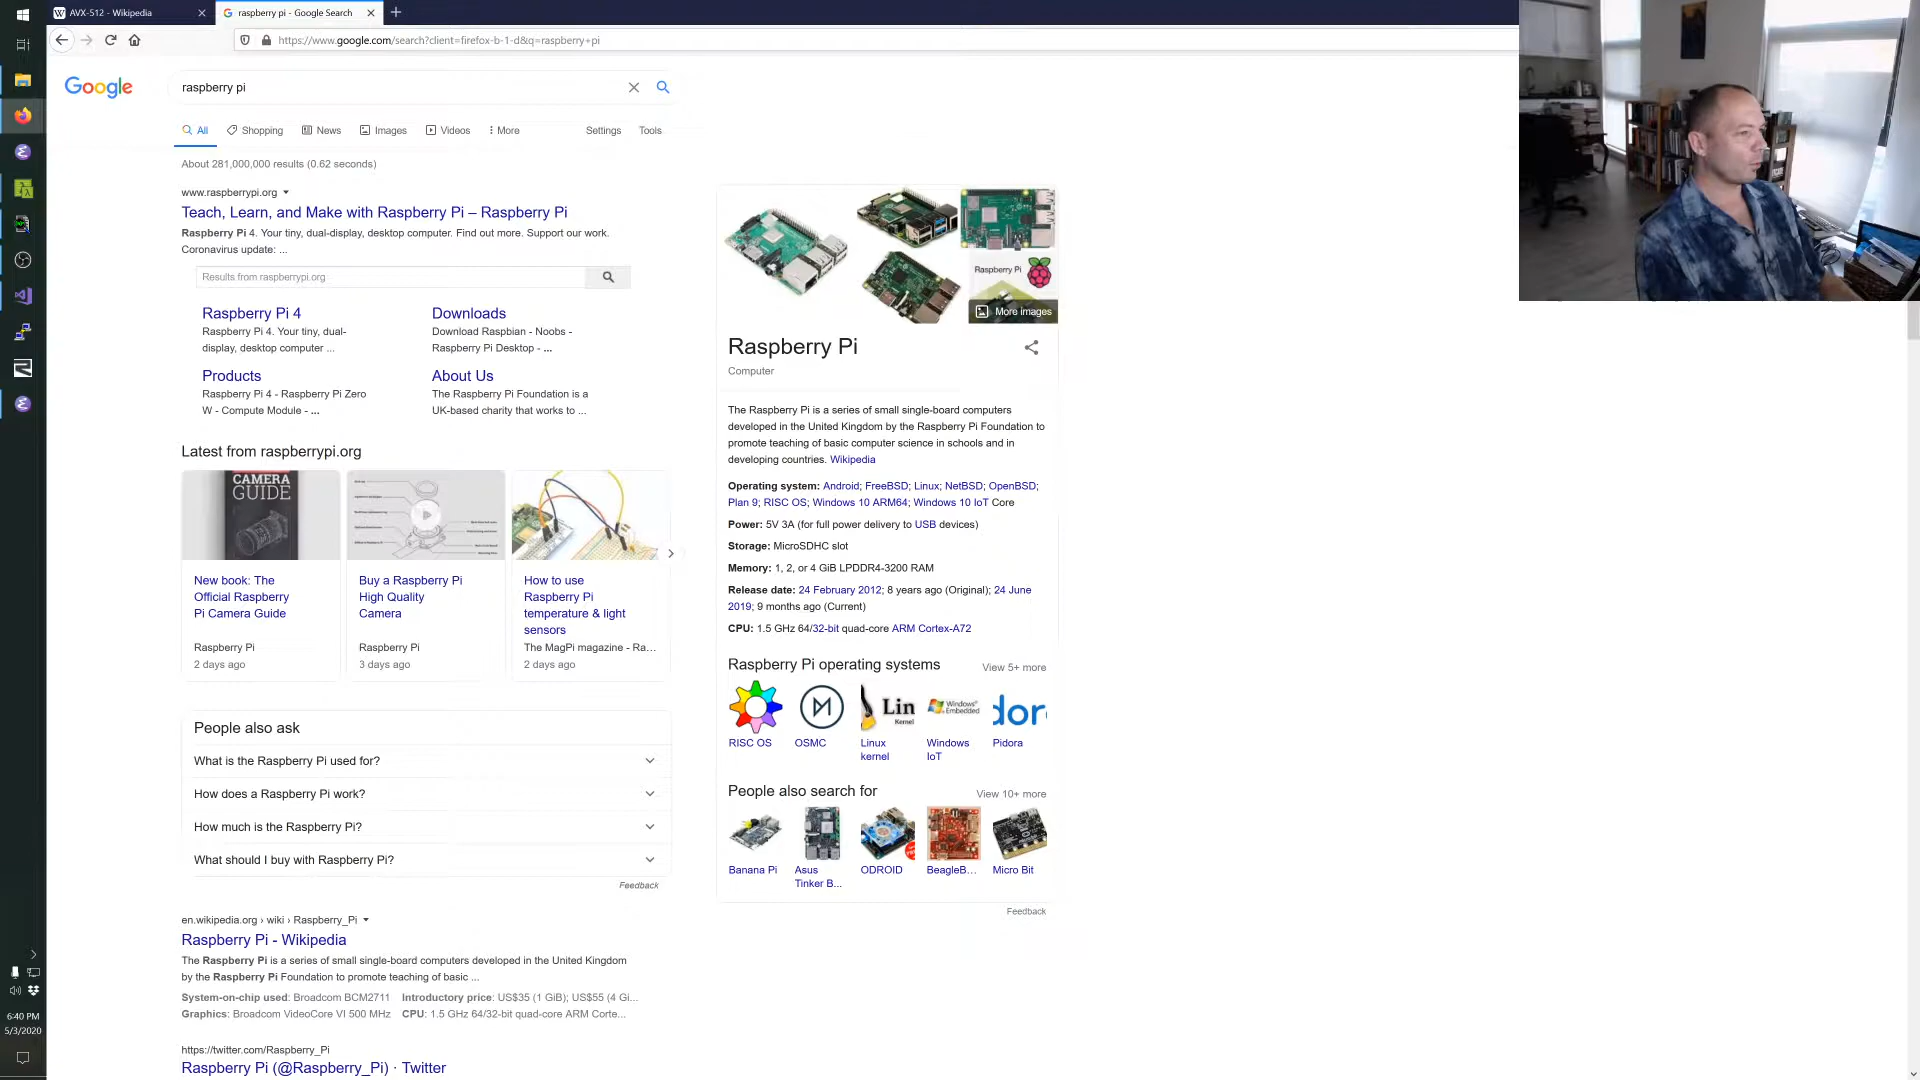 AVX-512 - Wikipedia
raspberry pi - Google Search
https://www.google.com/search?client=firefox-b-1-d&q=raspberry+pi
Google
raspberry pi
All
Shopping
News
Images
Videos
More
Settings
Tools
About 281,000,000 results (0.62 seconds)
www.raspberrypi.org
Teach, Learn, and Make with Raspberry Pi – Raspberry Pi
Raspberry Pi 4. Your tiny, dual-display, desktop computer. Find out more. Support our work.
Coronavirus update: ...
Results from raspberrypi.org
Raspberry Pi 4
Raspberry Pi 4. Your tiny, dual-
display, desktop computer ...
Downloads
Download Raspbian - Noobs -
Raspberry Pi Desktop - ...
Products
Raspberry Pi 4 - Raspberry Pi Zero
W - Compute Module - ...
About Us
The Raspberry Pi Foundation is a
UK-based charity that works to ...
Latest from raspberrypi.org
CAMERA
GUIDE
New book: The
Official Raspberry
Pi Camera Guide
Raspberry Pi
2 days ago
Buy a Raspberry Pi
High Quality
Camera
Raspberry Pi
3 days ago
How to use
Raspberry Pi
temperature & light
sensors
The MagPi magazine - Ra...
2 days ago
People also ask
What is the Raspberry Pi used for?
How does a Raspberry Pi work?
How much is the Raspberry Pi?
What should I buy with Raspberry Pi?
Feedback
en.wikipedia.org › wiki › Raspberry_Pi
Raspberry Pi - Wikipedia
The Raspberry Pi is a series of small single-board computers developed in the United Kingdom
by the Raspberry Pi Foundation to promote teaching of basic ...
System-on-chip used: Broadcom BCM2711 Introductory price: US$35 (1 GiB); US$55 (4 Gi...
Graphics: Broadcom VideoCore VI 500 MHz CPU: 1.5 GHz 64/32-bit quad-core ARM Corte...
https://twitter.com/Raspberry_Pi
Raspberry Pi (@Raspberry_Pi) · Twitter
Raspberry Pi
More images
Raspberry Pi
Computer
The Raspberry Pi is a series of small single-board computers
developed in the United Kingdom by the Raspberry Pi Foundation to
promote teaching of basic computer science in schools and in
developing countries. Wikipedia
Operating system: Android; FreeBSD; Linux; NetBSD; OpenBSD;
Plan 9; RISC OS; Windows 10 ARM64; Windows 10 IoT Core
Power: 5V 3A (for full power delivery to USB devices)
Storage: MicroSDHC slot
Memory: 1, 2, or 4 GiB LPDDR4-3200 RAM
Release date: 24 February 2012; 8 years ago (Original); 24 June
2019; 9 months ago (Current)
CPU: 1.5 GHz 64/32-bit quad-core ARM Cortex-A72
Raspberry Pi operating systems
View 5+ more
Lin
Kernel
Windows
Embedded
dor
RISC OS
OSMC
Linux
kernel
Windows
IoT
Pidora
People also search for
View 10+ more
Banana Pi
Asus
Tinker B...
ODROID
BeagleB...
Micro Bit
Feedback
6:40 PM
5/3/2020